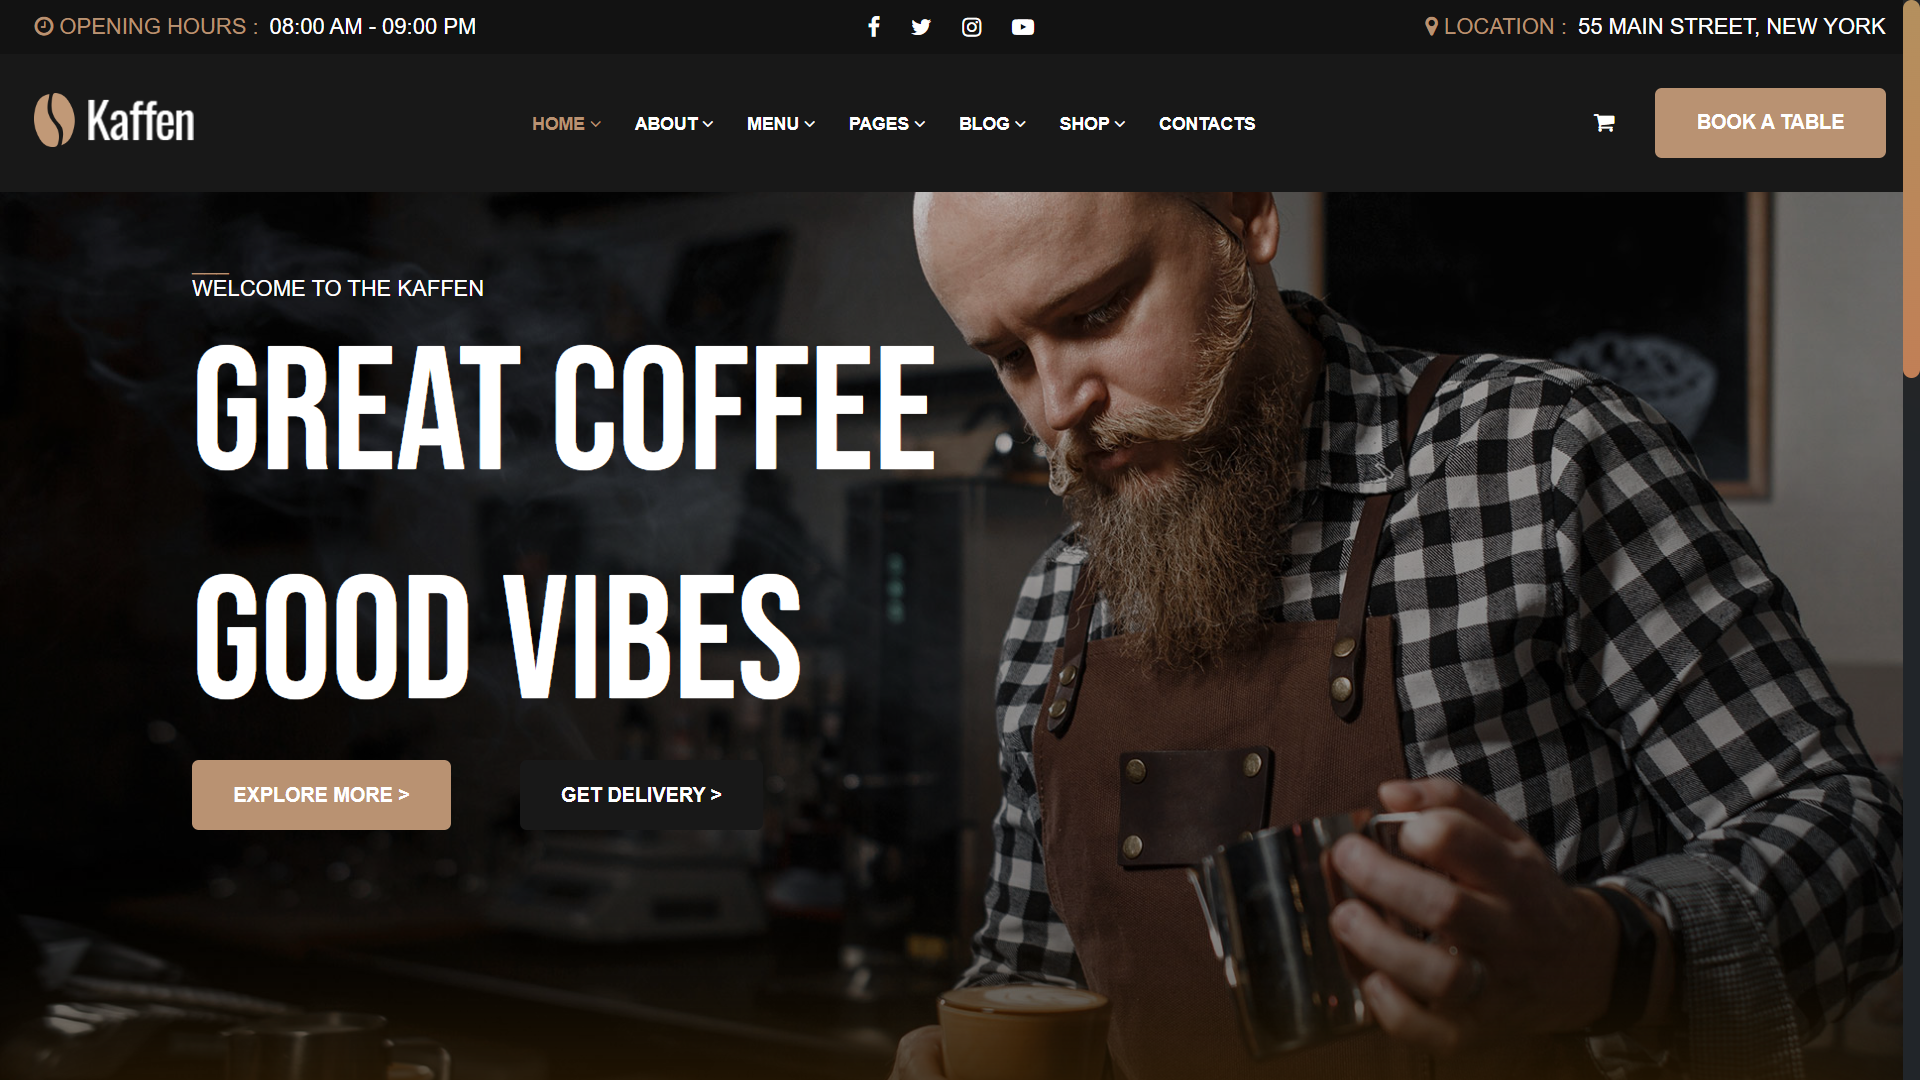 OPENING HOURS : 08:00 AM - 09:00 PM
LOCATION : 55 MAIN STREET, NEW YORK
Kaffen
HOME ABOUT MENU PAGES BLOG SHOP CONTACTS
BOOK A TABLE
WELCOME TO THE KAFFEN
GREAT COFFEE
GOOD VIBES
EXPLORE MORE >
GET DELIVERY >